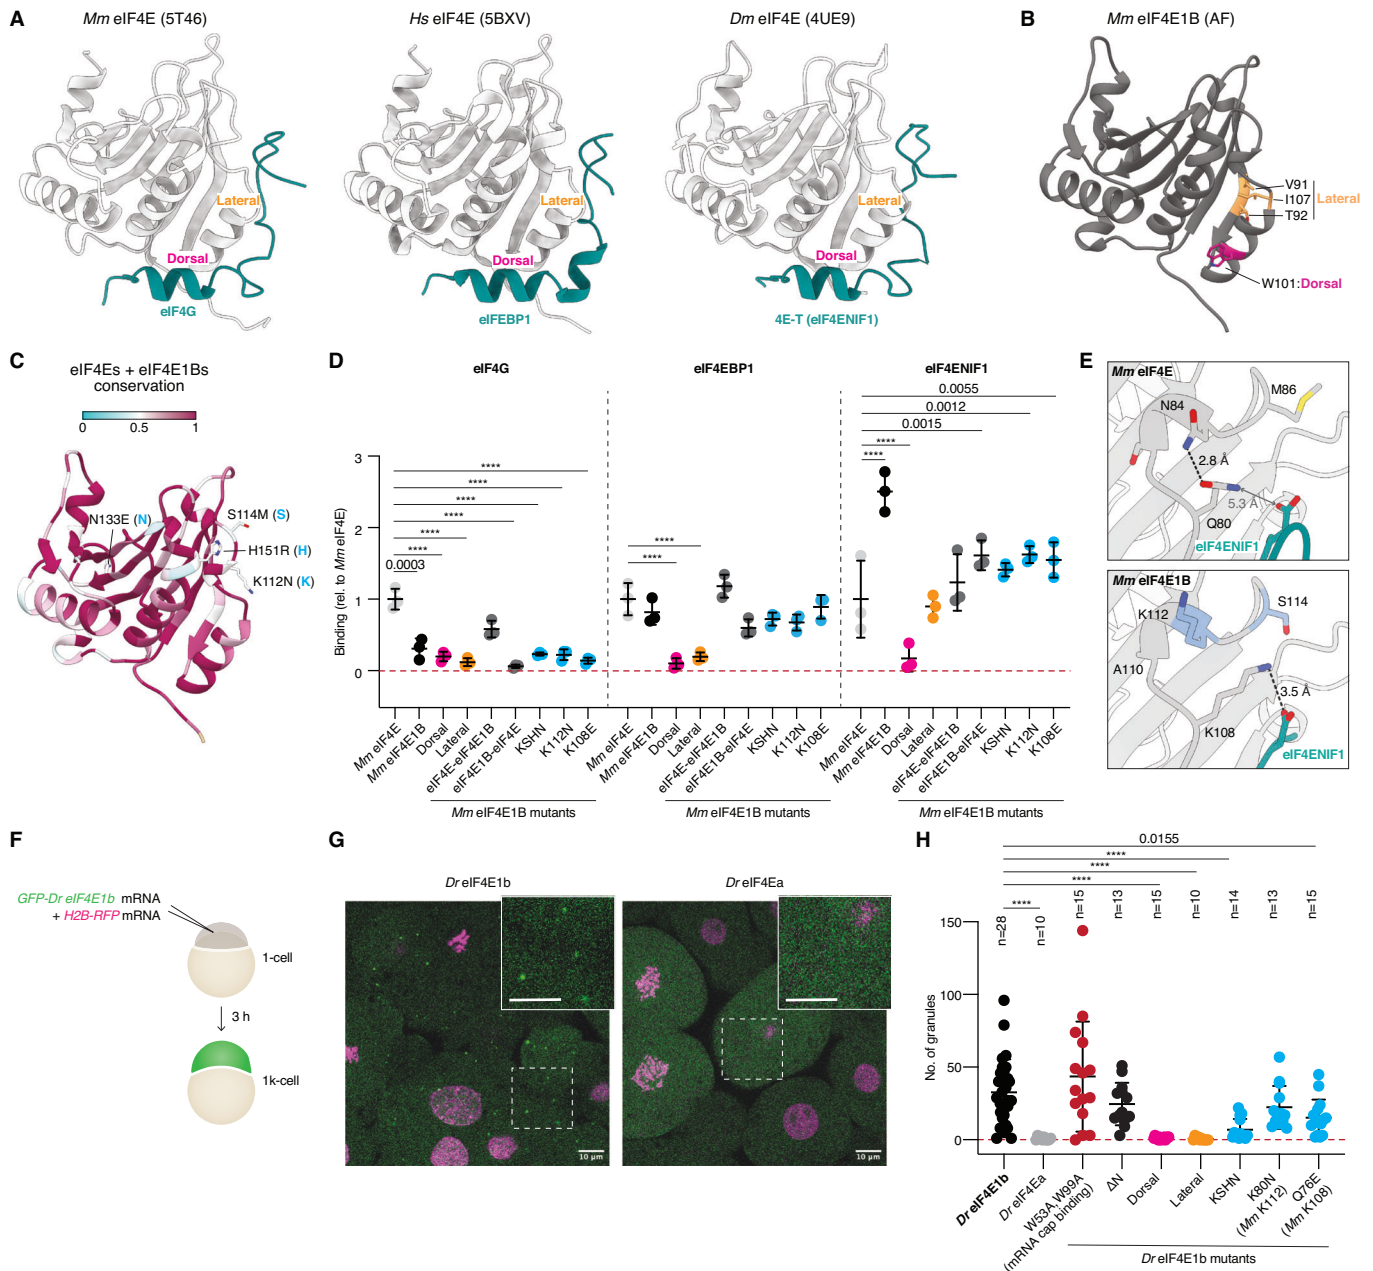 A
Mm eIF4E (5T46)
Hs eIF4E (5BXV)
Dm eIF4E (4UE9)
Lateral
Dorsal
eIF4G
Lateral
Dorsal
eIFEBP1
Lateral
Dorsal
4E-T (eIF4ENIF1)
B
Mm eIF4E1B (AF)
V91
I107
T92
Lateral
W101:Dorsal
C
eIF4Es + eIF4E1Bs
conservation
0 0.5 1
N133E (N)
S114M (S)
H151R (H)
K112N (K)
D
eIF4G
eIF4EBP1
eIF4ENIF1
Binding (rel. to Mm eIF4E)
3
2
1
0
****
****
****
****
****
****
0.0003
****
****
0.0055
0.0012
0.0015
****
****
Mm eIF4E
Mm eIF4E1B
Dorsal
Lateral
eIF4E-eIF4E1B
eIF4E1B-eIF4E
KSHN
K112N
K108E
Mm eIF4E1B mutants
Mm eIF4E
Mm eIF4E1B
Dorsal
Lateral
eIF4E-eIF4E1B
eIF4E1B-eIF4E
KSHN
K112N
K108E
Mm eIF4E1B mutants
Mm eIF4E
Mm eIF4E1B
Dorsal
Lateral
eIF4E-eIF4E1B
eIF4E1B-eIF4E
KSHN
K112N
K108E
Mm eIF4E1B mutants
E
Mm eIF4E
M86
N84
2.8 Å
5.3 Å
Q80
eIF4ENIF1
Mm eIF4E1B
K112
S114
A110
3.5 Å
K108
eIF4ENIF1
F
GFP-Dr eIF4E1b mRNA
+ H2B-RFP mRNA
1-cell
3 h
1k-cell
G
Dr eIF4E1b
Dr eIF4Ea
10 µm
10 µm
H
0.0155
****
****
****
****
n=28
n=10
n=15
n=13
n=15
n=10
n=14
n=13
n=15
No. of granules
150
100
50
0
Dr eIF4E1b
Dr eIF4Ea
W53A, W99A
(mRNA cap binding)
ΔN
Dorsal
Lateral
KSHN
K80N
(Mm K112)
Q76E
(Mm K108)
Dr eIF4E1b mutants